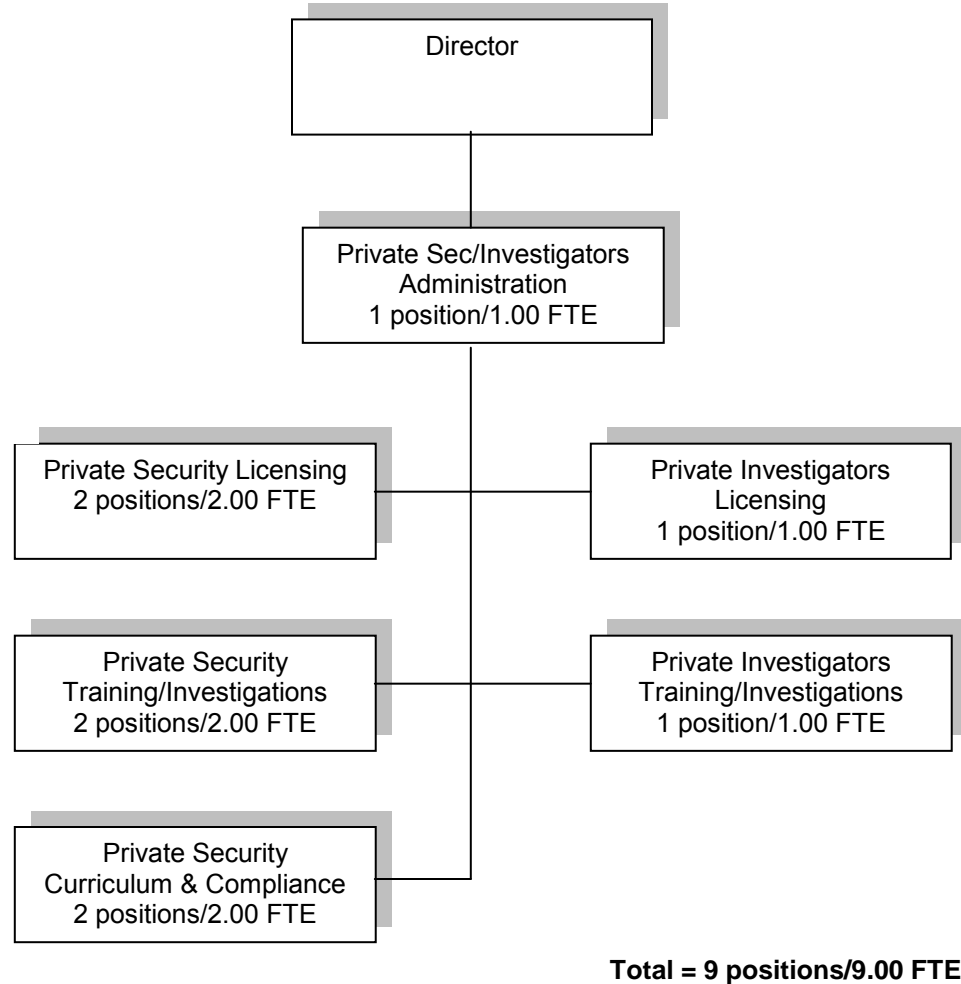 Director
Private Sec/Investigators
Administration
1 position/1.00 FTE
Private Security Licensing
2 positions/2.00 FTE
Private Investigators
Licensing
1 position/1.00 FTE
Private Security
Training/Investigations
2 positions/2.00 FTE
Private Investigators
Training/Investigations
1 position/1.00 FTE
Private Security
Curriculum & Compliance
2 positions/2.00 FTE
Total = 9 positions/9.00 FTE